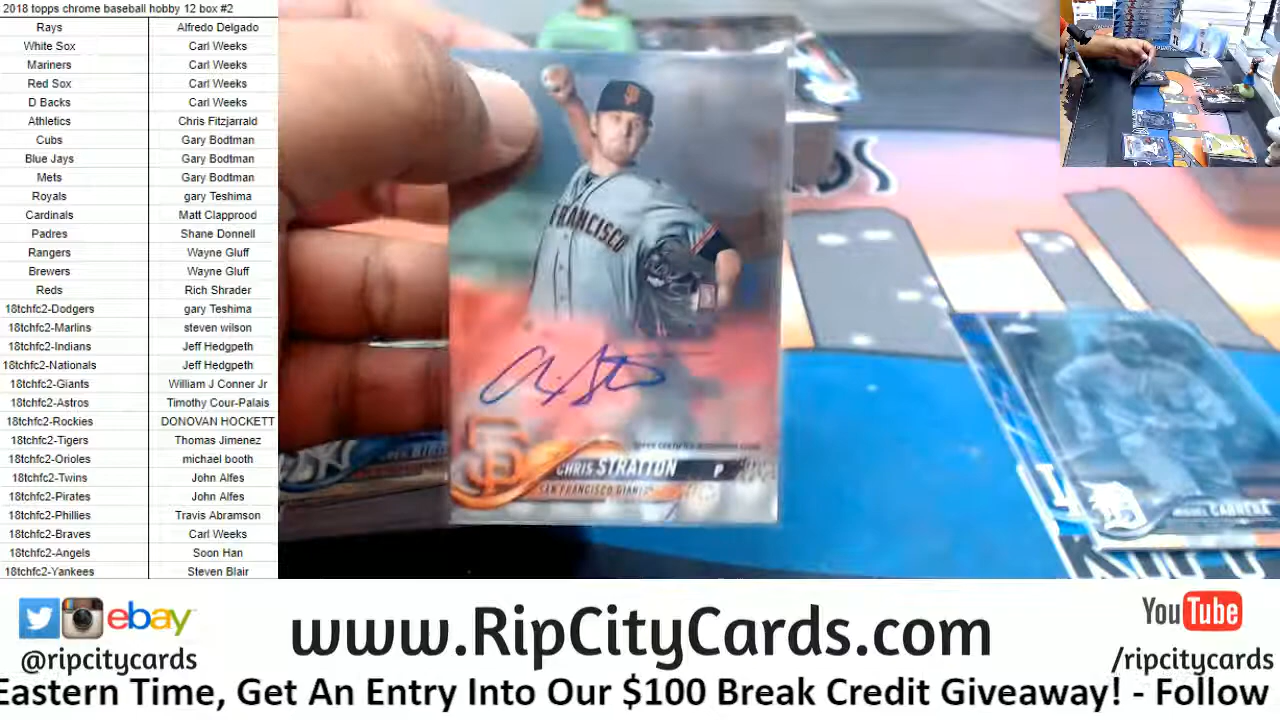 2018 topps chrome baseball hobby 12 box #2
Rays Alfredo Delgado
White Sox Carl Weeks
Mariners Carl Weeks
Red Sox Carl Weeks
D Backs Carl Weeks
Athletics Chris Fitzjarrald
Cubs Gary Bodtman
Blue Jays Gary Bodtman
Mets Gary Bodtman
Royals gary Teshima
Cardinals Matt Clapprood
Padres Shane Donnell
Rangers Wayne Gluff
Brewers Wayne Gluff
Reds Rich Shrader
18tchfc2-Dodgers gary Teshima
18tchfc2-Marlins steven wilson
18tchfc2-Indians Jeff Hedgpeth
18tchfc2-Nationals Jeff Hedgpeth
18tchfc2-Giants William J Conner Jr
18tchfc2-Astros Timothy Cour-Palais
18tchfc2-Rockies DONOVAN HOCKETT
18tchfc2-Tigers Thomas Jimenez
18tchfc2-Orioles michael booth
18tchfc2-Twins John Alfes
18tchfc2-Pirates John Alfes
18tchfc2-Phillies Travis Abramson
18tchfc2-Braves Carl Weeks
18tchfc2-Angels Soon Han
18tchfc2-Yankees Steven Blair
FRANCISCO
SF
CHRIS STRATTON P
SAN FRANCISCO GIANTS
MIGUEL CABRERA
ebay
@ripcitycards
www.RipCityCards.com
YouTube
/ripcitycards
Eastern Time, Get An Entry Into Our $100 Break Credit Giveaway! - Follow